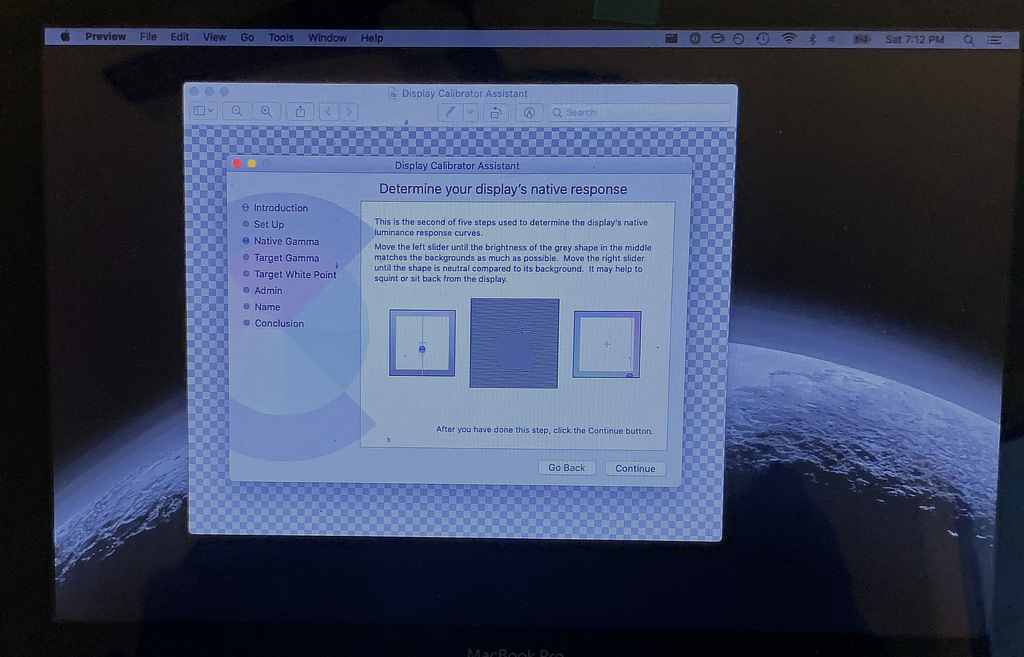 Preview File Edit View Go Tools Window Help Sat 7:12 PM
Display Calibrator Assistant
Search
Display Calibrator Assistant
Determine your display's native response
Introduction
Set Up
Native Gamma
Target Gamma
Target White Point
Admin
Name
Conclusion
This is the second of five steps used to determine the display's native
luminance response curves.
Move the left slider until the brightness of the grey shape in the middle
matches the backgrounds as much as possible. Move the right slider
until the shape is neutral compared to its background. It may help to
squint or sit back from the display.
After you have done this step, click the Continue button.
Go Back Continue
MacBook Pro